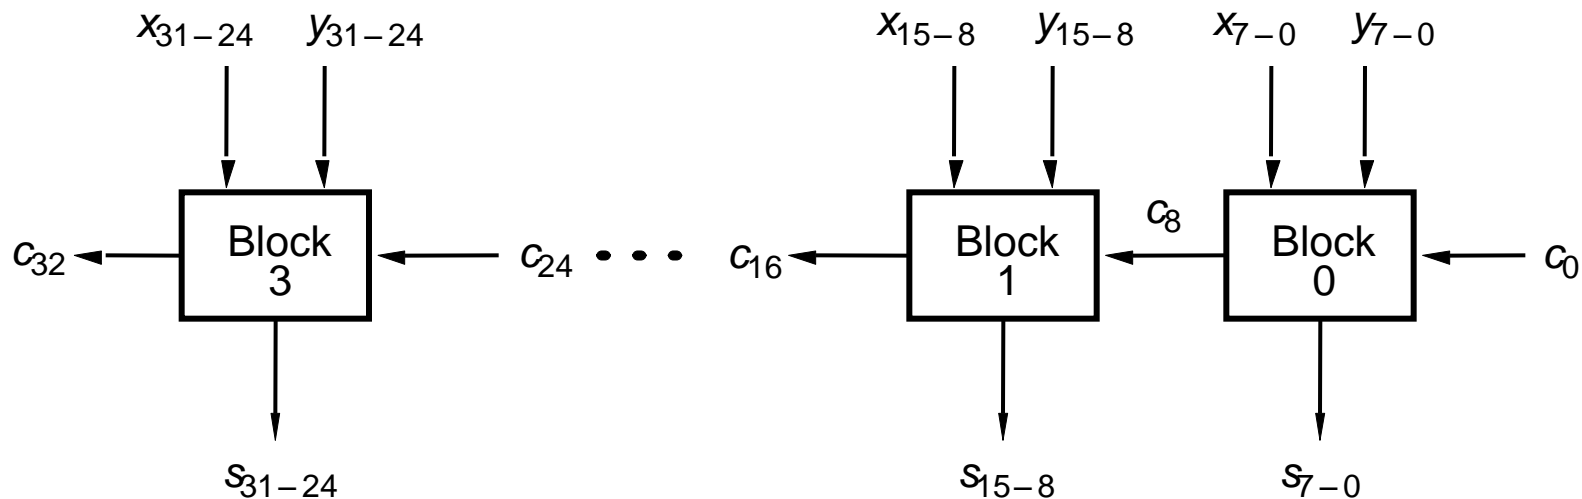 x31–24 y31–24 x15–8 y15–8 x7–0 y7–0
c8
c32 Block 3 c24 • • • c16 Block 1 Block 0 c0
s31–24 s15–8 s7–0